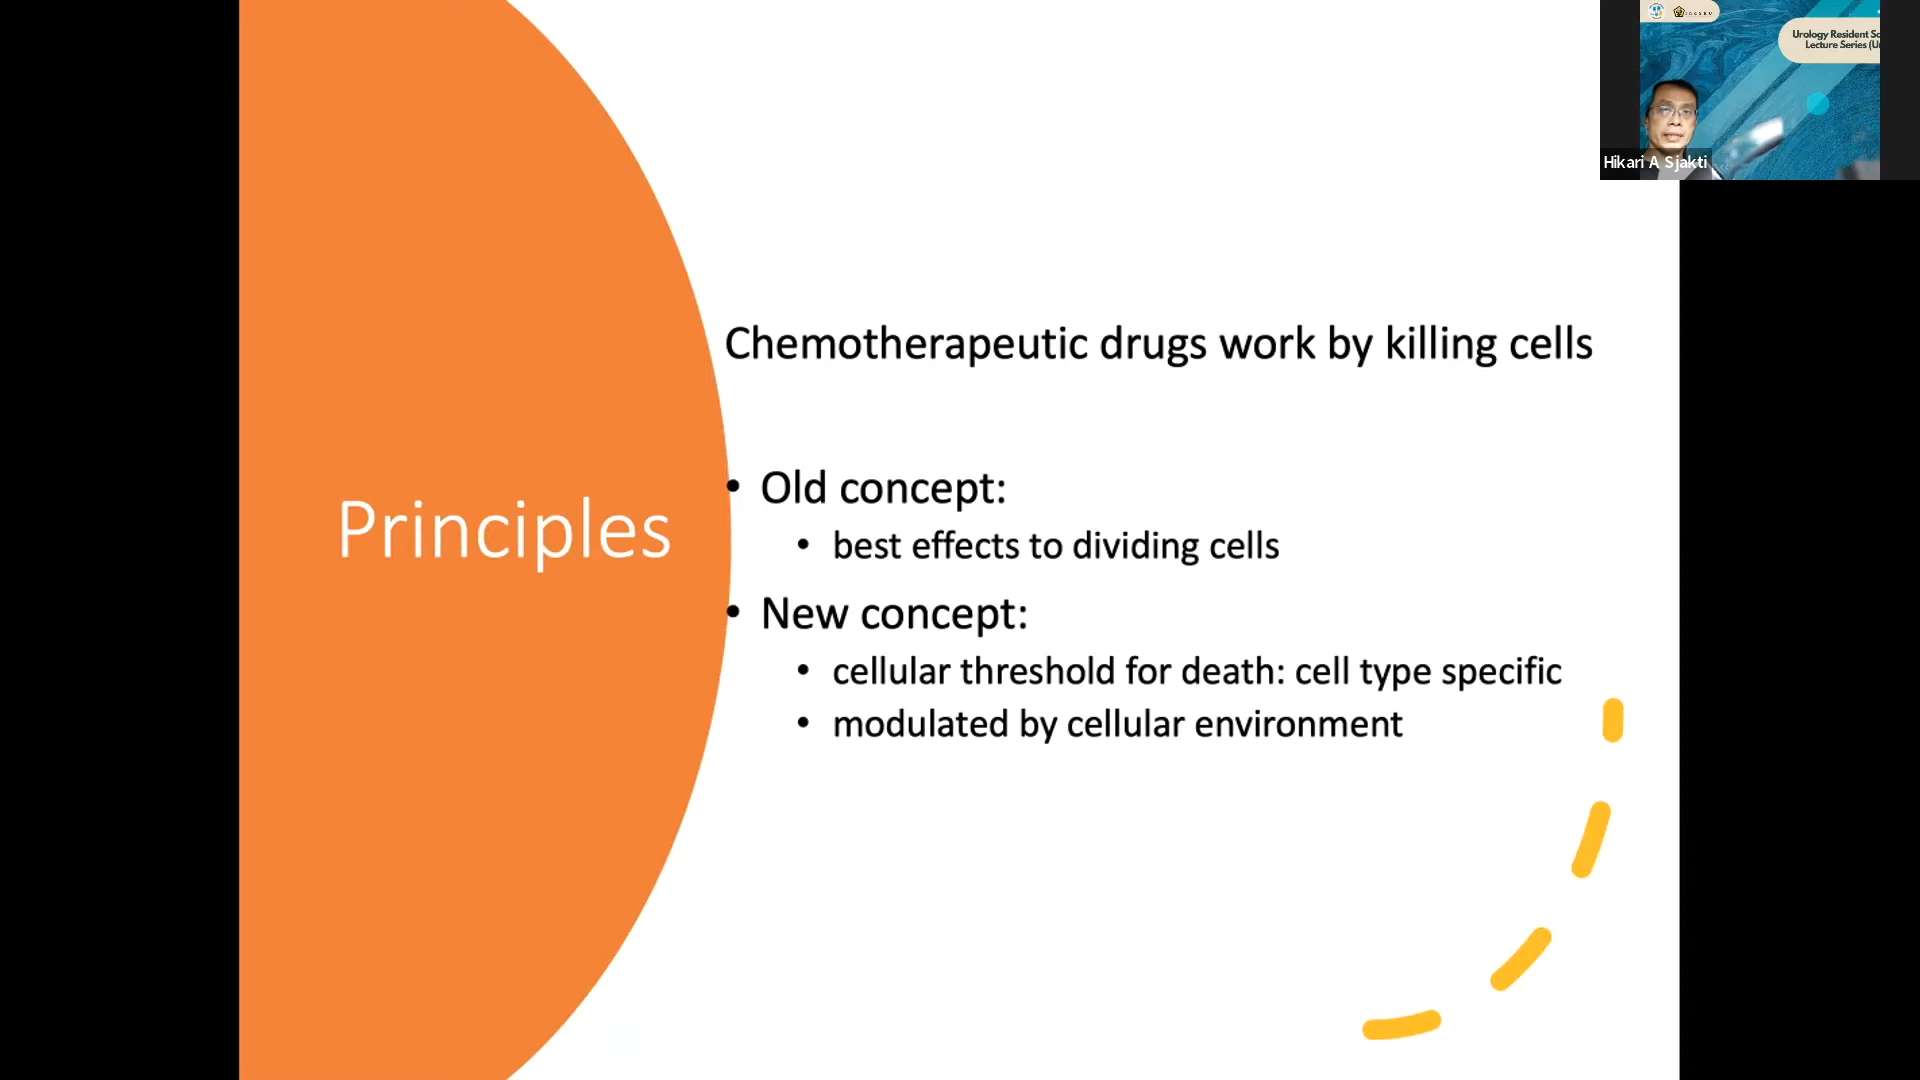 Principles
Chemotherapeutic drugs work by killing cells
• Old concept:
• best effects to dividing cells
• New concept:
• cellular threshold for death: cell type specific
• modulated by cellular environment
Urology Resident
Lecture Series
Hikari A Sjakti